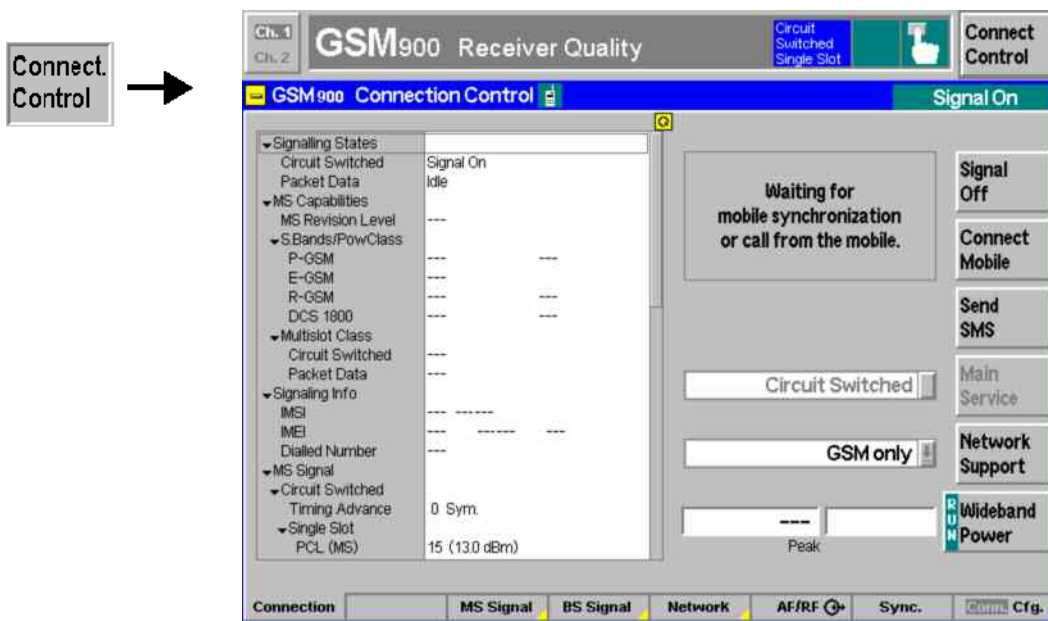 Connect.
Control
Ch. 1
Ch. 2
GSM900 Receiver Quality
Circuit
Switched
Single Slot
Connect
Control
GSM900 Connection Control
Signal On
Signalling States
Circuit Switched Signal On
Packet Data Idle
MS Capabilities
MS Revision Level ---
S.Bands/PowClass
P-GSM --- ---
E-GSM ---
R-GSM --- ---
DCS 1800 --- ---
Multislot Class
Circuit Switched ---
Packet Data ---
Signaling Info
IMSI --- ------
IMEI --- ------ ---
Dialled Number ---
MS Signal
Circuit Switched
Timing Advance 0 Sym.
Single Slot
PCL (MS) 15 (13.0 dBm)
Waiting for
mobile synchronization
or call from the mobile.
Circuit Switched
GSM only
---
Peak
Signal
Off
Connect
Mobile
Send
SMS
Main
Service
Network
Support
RUN
Wideband
Power
Connection MS Signal BS Signal Network AF/RF Sync. Conn. Cfg.